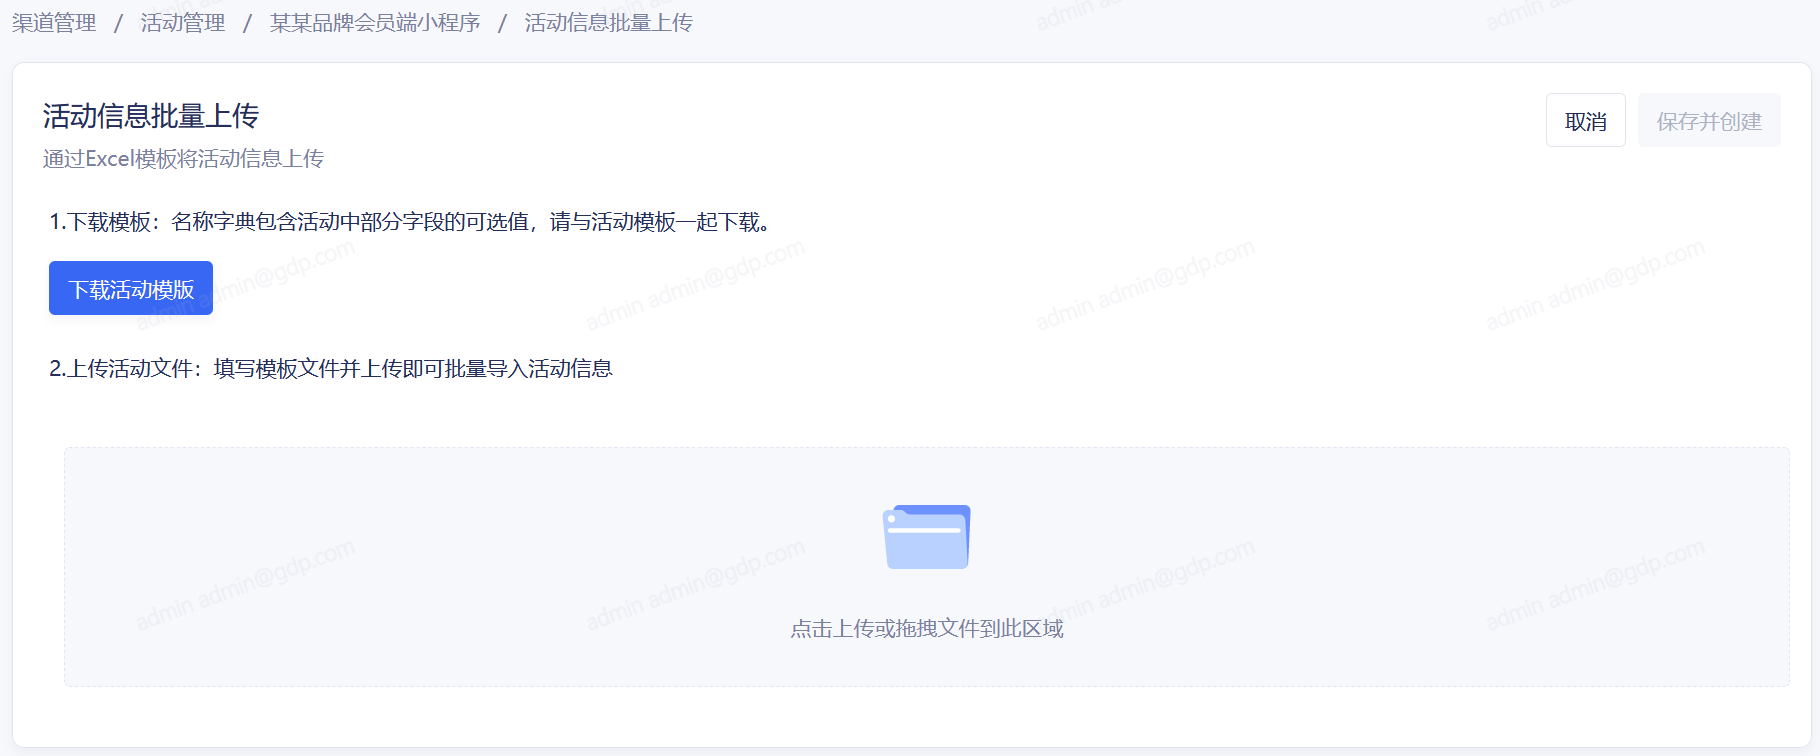 渠道管理 / 活动管理 / 某某品牌会员端小程序 / 活动信息批量上传
活动信息批量上传
取消
保存并创建
通过Excel模板将活动信息上传
1.下载模板：名称字典包含活动中部分字段的可选值，请与活动模板一起下载。
下载活动模版
admin admin@gdp.com
admin admin@gdp.com
admin admin@gdp.com
admin admin@gdp.com
2.上传活动文件：填写模板文件并上传即可批量导入活动信息
admin admin@gdp.com
admin admin@gdp.com
admin admin@gdp.com
admin admin@gdp.com
点击上传或拖拽文件到此区域